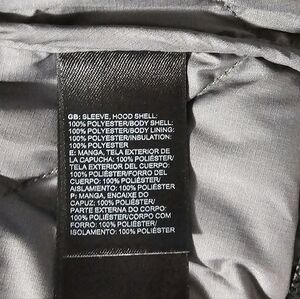 GB: SLEEVE, HOOD SHELL:
100% POLYESTER/BODY SHELL:
100% POLYESTER/BODY LINING:
100% POLYESTER/INSULATION:
100% POLYESTER
E: MANGA, TELA EXTERIOR DE
LA CAPUCHA: 100% POLIÉSTER/
TELA EXTERIOR DEL
CUERPO: 100% POLIÉSTER/FORRO DEL
CUERPO: 100% POLIÉSTER/
AISLAMIENTO: 100% POLIÉSTER
P: MANGA, ENCAIXE DO
CAPUZ: 100% POLIÉSTER/
PARTE EXTERNA DO CORPO:
100% POLIÉSTER/CORPO COM
FORRO: 100% POLIÉSTER/
ISOLAMENTO: 100% POLIÉSTER